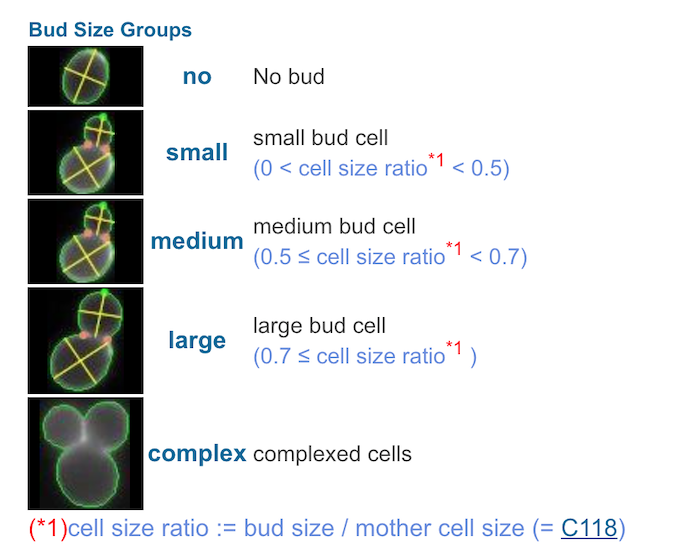 Bud Size Groups
no No bud
small small bud cell
(0 < cell size ratio*1 < 0.5)
medium medium bud cell
(0.5 ≤ cell size ratio*1 < 0.7)
large large bud cell
(0.7 ≤ cell size ratio*1 )
complex complexed cells
(*1)cell size ratio := bud size / mother cell size (= C118)